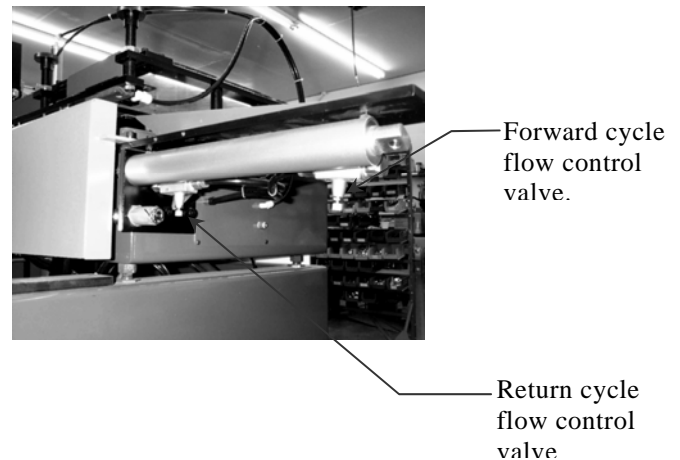 Forward cycle
flow control
valve.
Return cycle
flow control
valve